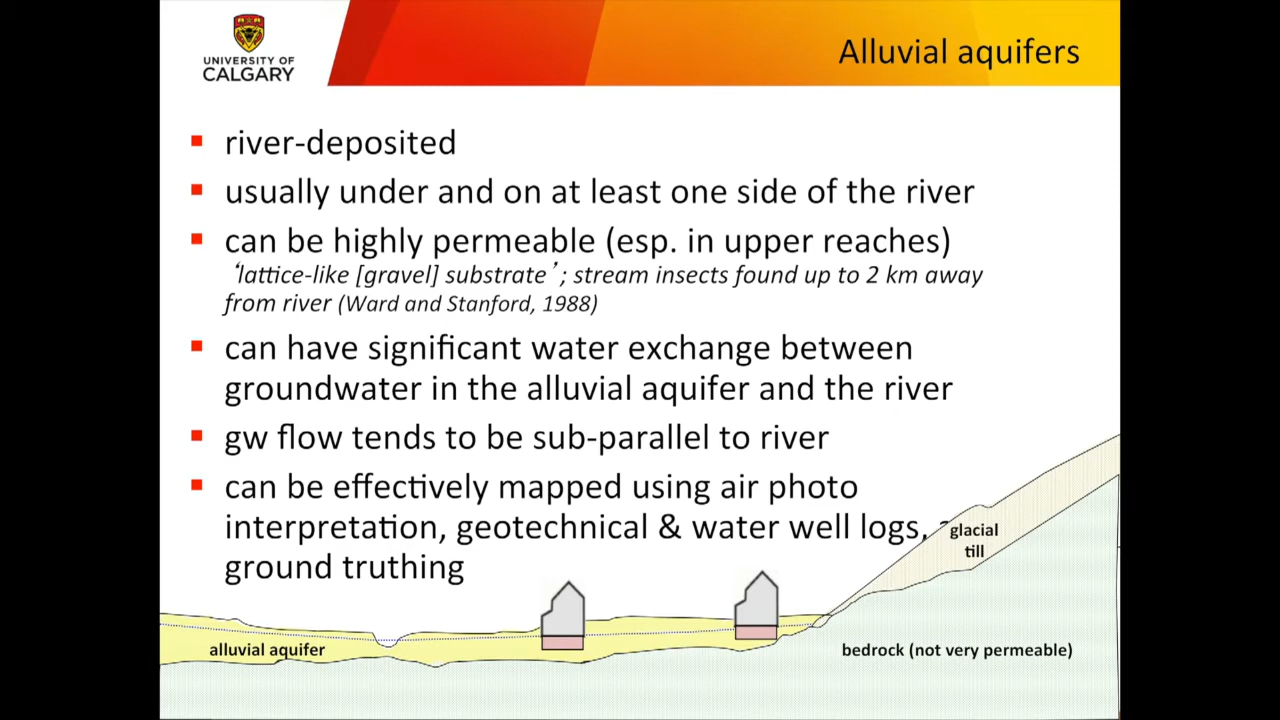 UNIVERSITY OF
CALGARY
Alluvial aquifers
river-deposited
usually under and on at least one side of the river
can be highly permeable (esp. in upper reaches)
‘lattice-like [gravel] substrate’; stream insects found up to 2 km away
from river (Ward and Stanford, 1988)
can have significant water exchange between
groundwater in the alluvial aquifer and the river
gw flow tends to be sub-parallel to river
can be effectively mapped using air photo
interpretation, geotechnical & water well logs,
ground truthing
glacial
till
alluvial aquifer
bedrock (not very permeable)